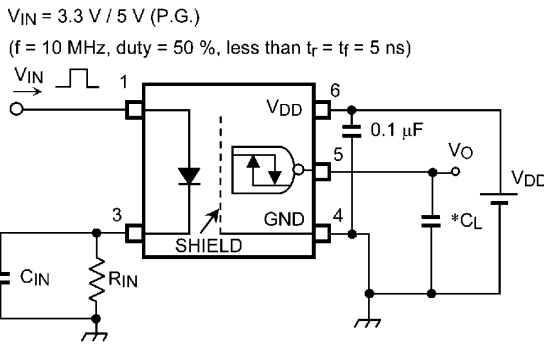 VIN = 3.3 V / 5 V (P.G.)
(f = 10 MHz, duty = 50 %, less than tr = tf = 5 ns)
VIN
1
6
VDD
0.1 μF
5
VO
VDD
3
GND
4
*CL
SHIELD
CIN
RIN